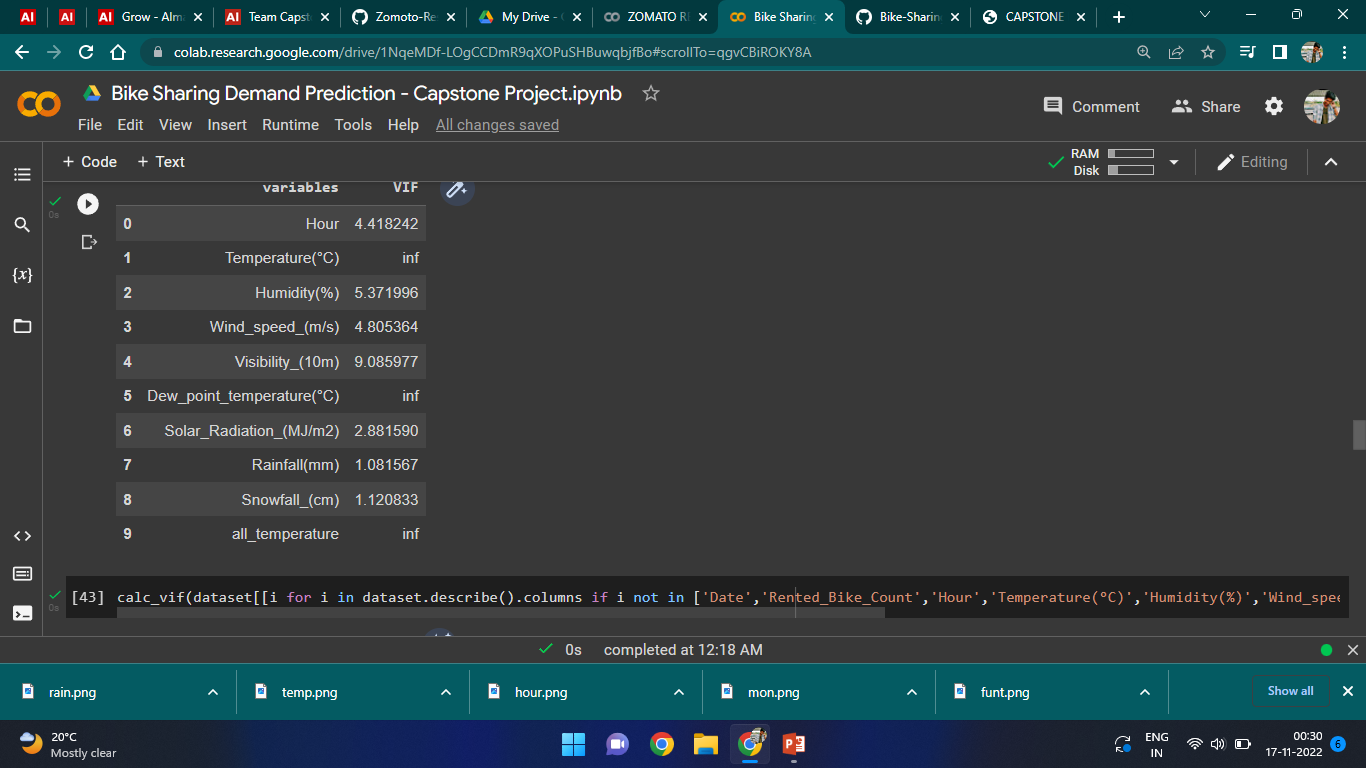 AI
AI
AI Grow - Alma
AI Team Capst
Zomoto-Re
My Drive -
ZOMATO R
Bike Sharing
Bike-Sharin
CAPSTONE
colab.research.google.com/drive/1NqeMDf-LOgCCDmR9qXOPuSHBuwqbjfBo#scrollTo=qgvCBiROKY8A
Bike Sharing Demand Prediction - Capstone Project.ipynb
Comment
Share
File Edit View Insert Runtime Tools Help All changes saved
+ Code + Text
RAM
Disk
Editing
variables VIF
0s
0 Hour 4.418242
1 Temperature(°C) inf
2 Humidity(%) 5.371996
3 Wind_speed_(m/s) 4.805364
4 Visibility_(10m) 9.085977
5 Dew_point_temperature(°C) inf
6 Solar_Radiation_(MJ/m2) 2.881590
7 Rainfall(mm) 1.081567
8 Snowfall_(cm) 1.120833
9 all_temperature inf
{x}
0s
[43] calc_vif(dataset[[i for i in dataset.describe().columns if i not in ['Date','Rented_Bike_Count','Hour','Temperature(°C)','Humidity(%)','Wind_spee
0s completed at 12:18 AM
rain.png
temp.png
hour.png
mon.png
funt.png
Show all
20°C
Mostly clear
ENG
IN
00:30
17-11-2022
6